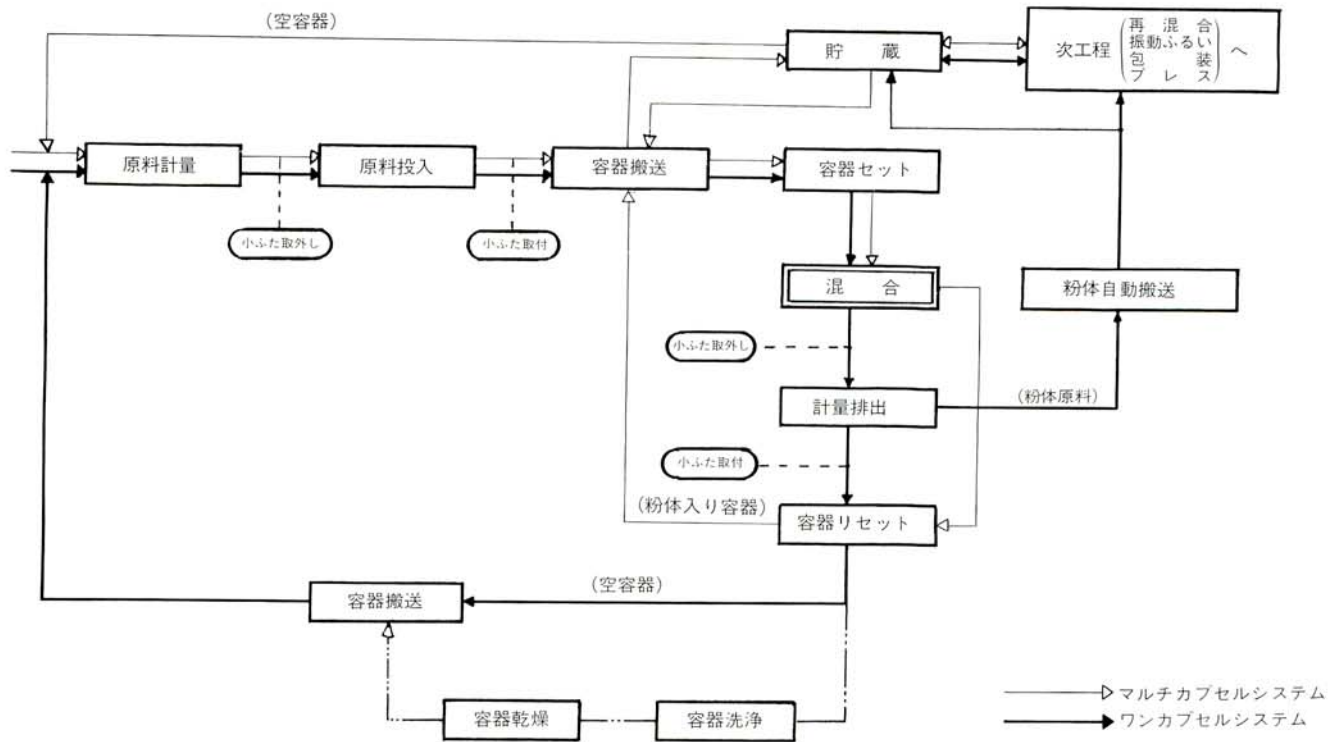 (空容器)
貯 蔵
次工程
再 混 合
振動ふるい
包 装
プ レ ス
へ
原料計量
原料投入
容器搬送
容器セット
小ふた取外し
小ふた取付
混 合
粉体自動搬送
小ふた取外し
計量排出
(粉体原料)
小ふた取付
(粉体入り容器)
容器リセット
(空容器)
容器搬送
容器乾燥
容器洗浄
マルチカプセルシステム
ワンカプセルシステム